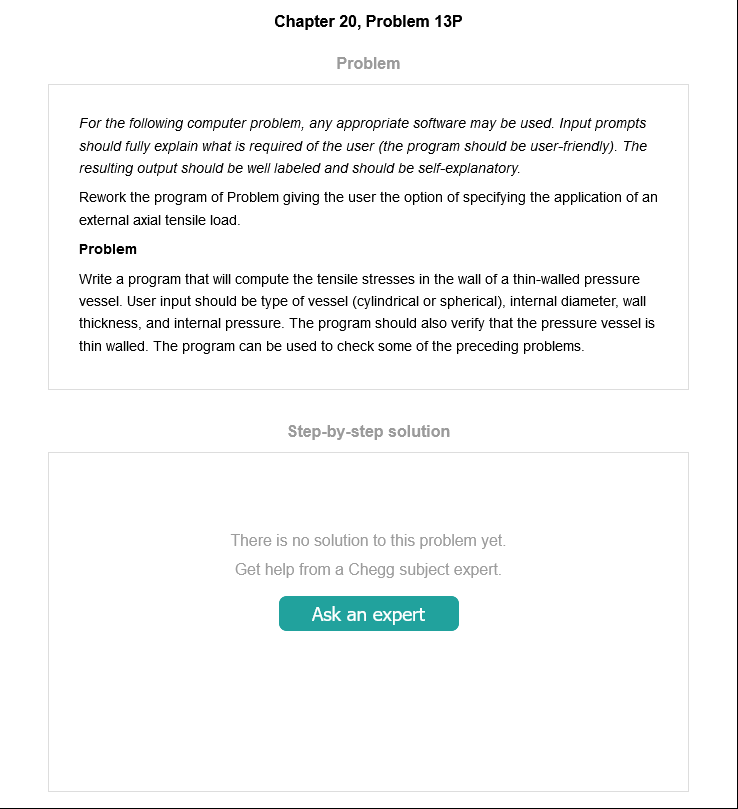 Chapter 20, Problem 13P
Problem
For the following computer problem, any appropriate software may be used. Input prompts
should fully explain what is required of the user (the program should be user-friendly). The
resulting output should be well labeled and should be self-explanatory.
Rework the program of Problem giving the user the option of specifying the application of an
external axial tensile load.
Problem
Write a program that will compute the tensile stresses in the wall of a thin-walled pressure
vessel. User input should be type of vessel (cylindrical or spherical), internal diameter, wall
thickness, and internal pressure. The program should also verify that the pressure vessel is
thin walled. The program can be used to check some of the preceding problems.
Step-by-step solution
There is no solution to this problem yet.
Get help from a Chegg subject expert.
Ask an expert